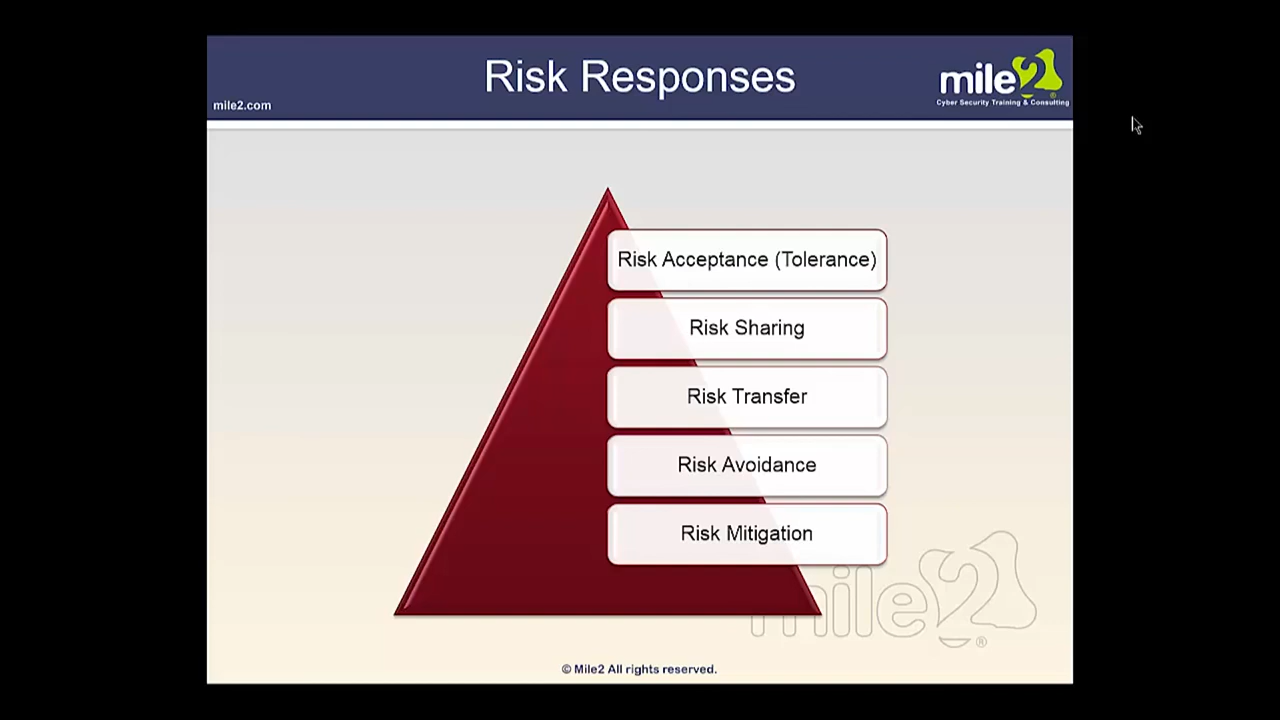 Risk Responses
mile2.com
mile2®
Cyber Security Training & Consulting
Risk Acceptance (Tolerance)
Risk Sharing
Risk Transfer
Risk Avoidance
Risk Mitigation
mile2®
© Mile2 All rights reserved.